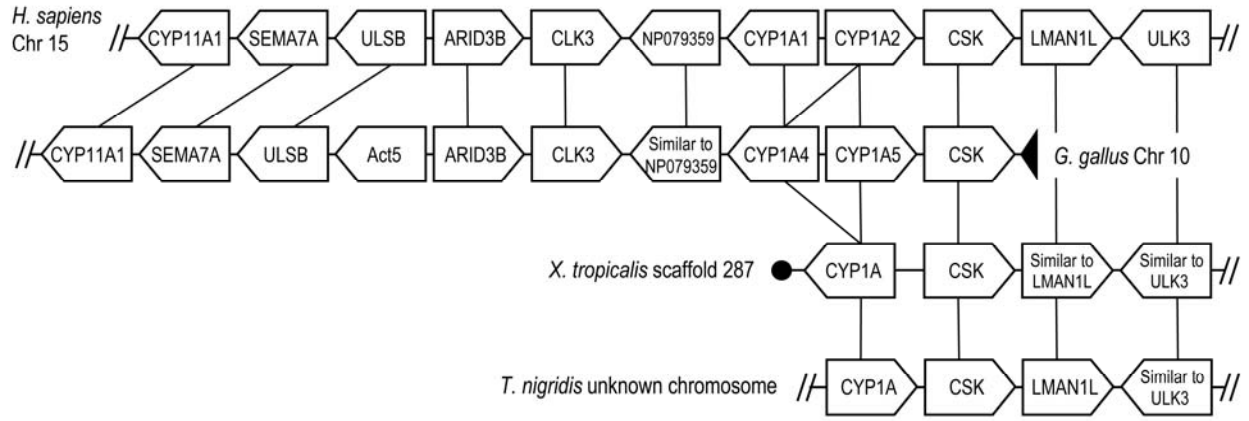 H. sapiens
Chr 15
// CYP11A1 SEMA7A ULSB ARID3B CLK3 NP079359 CYP1A1 CYP1A2 CSK LMAN1L ULK3 //
// CYP11A1 SEMA7A ULSB Act5 ARID3B CLK3 Similar to NP079359 CYP1A4 CYP1A5 CSK G. gallus Chr 10
X. tropicalis scaffold 287 CYP1A CSK Similar to LMAN1L Similar to ULK3 //
T. nigridis unknown chromosome // CYP1A CSK LMAN1L Similar to ULK3 //